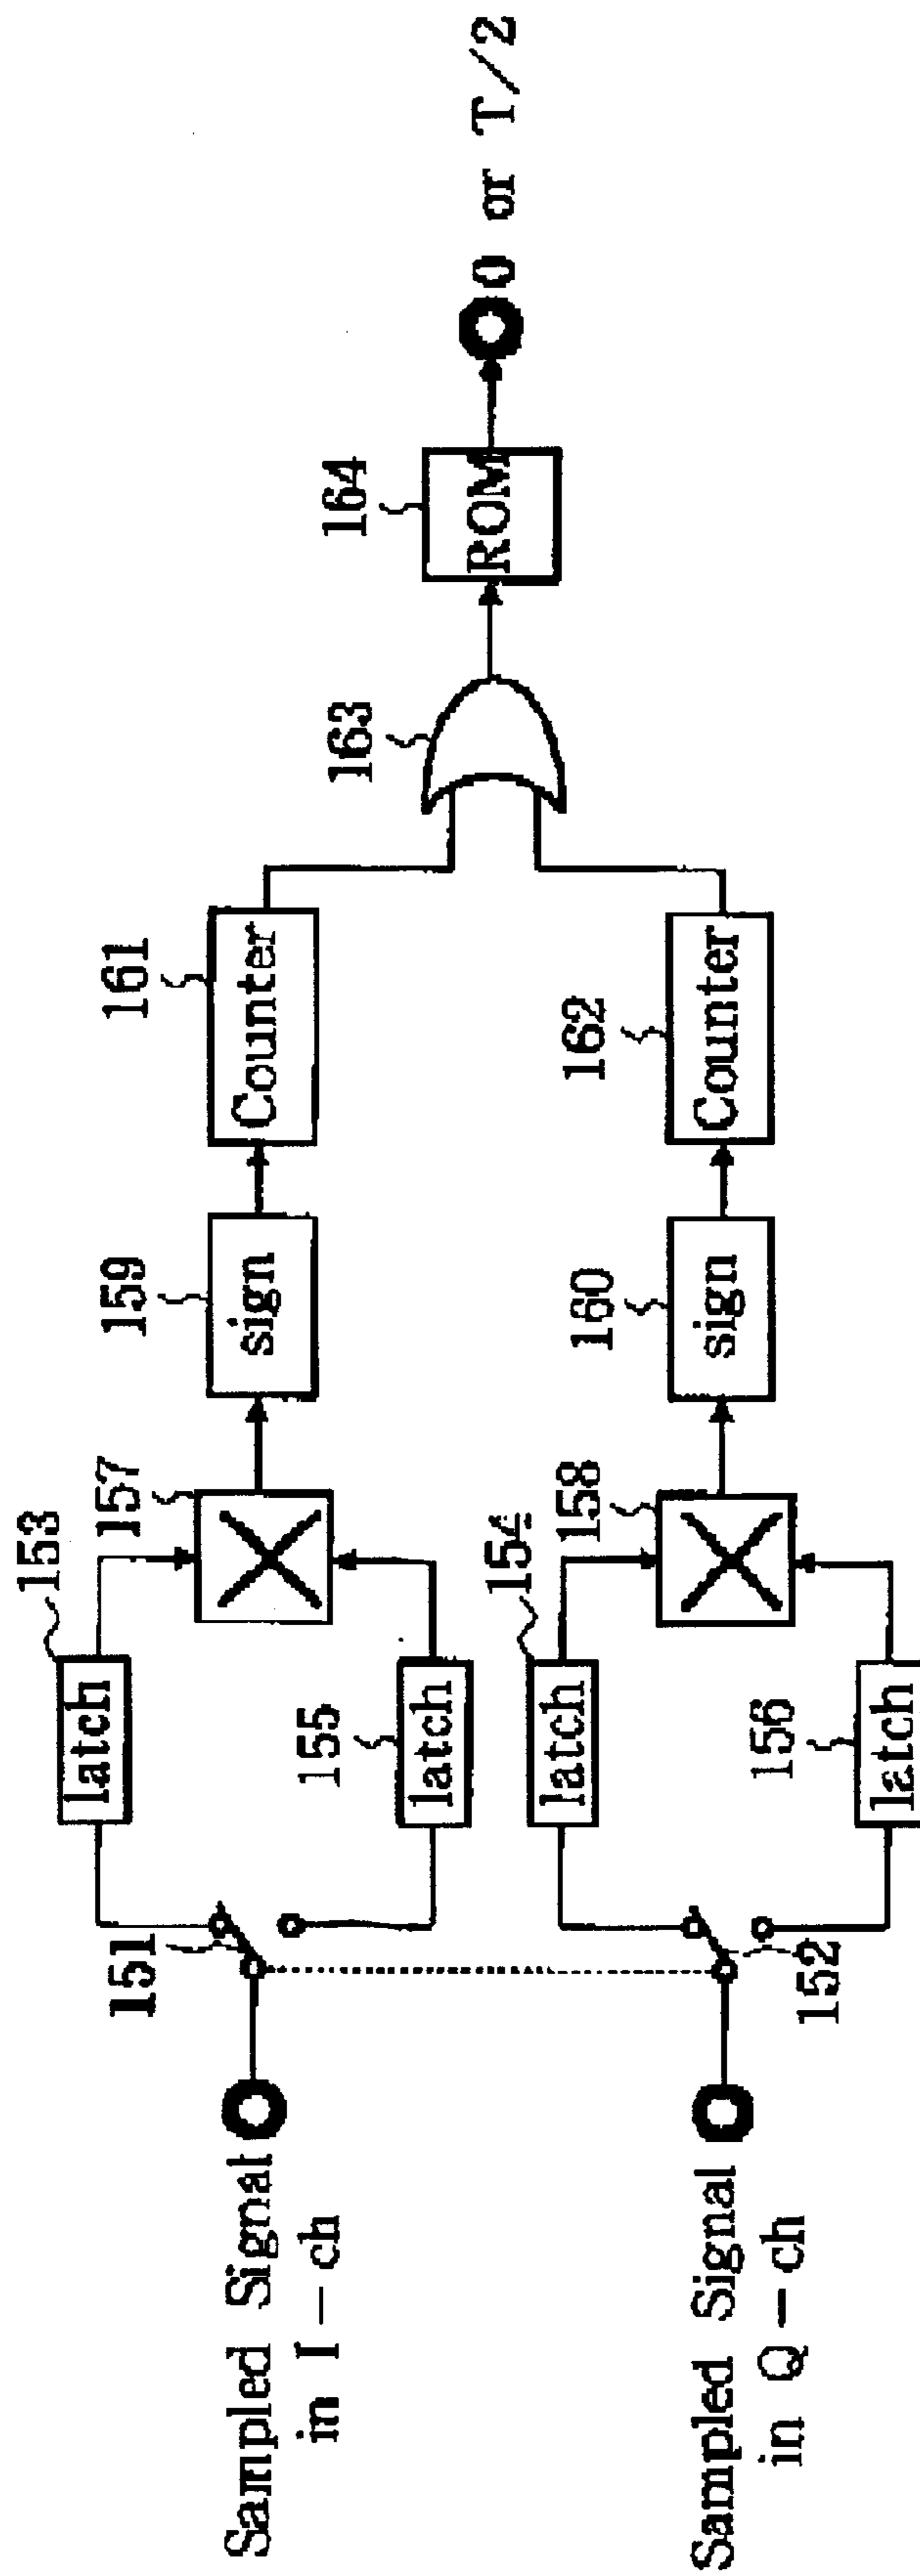 Sampled Signal
in I-ch
151
153
latch
155
latch
157
159
sign
161
Counter
Sampled Signal
in Q-ch
152
154
latch
156
latch
158
160
sign
162
Counter
163
164
ROM
0 or T/2